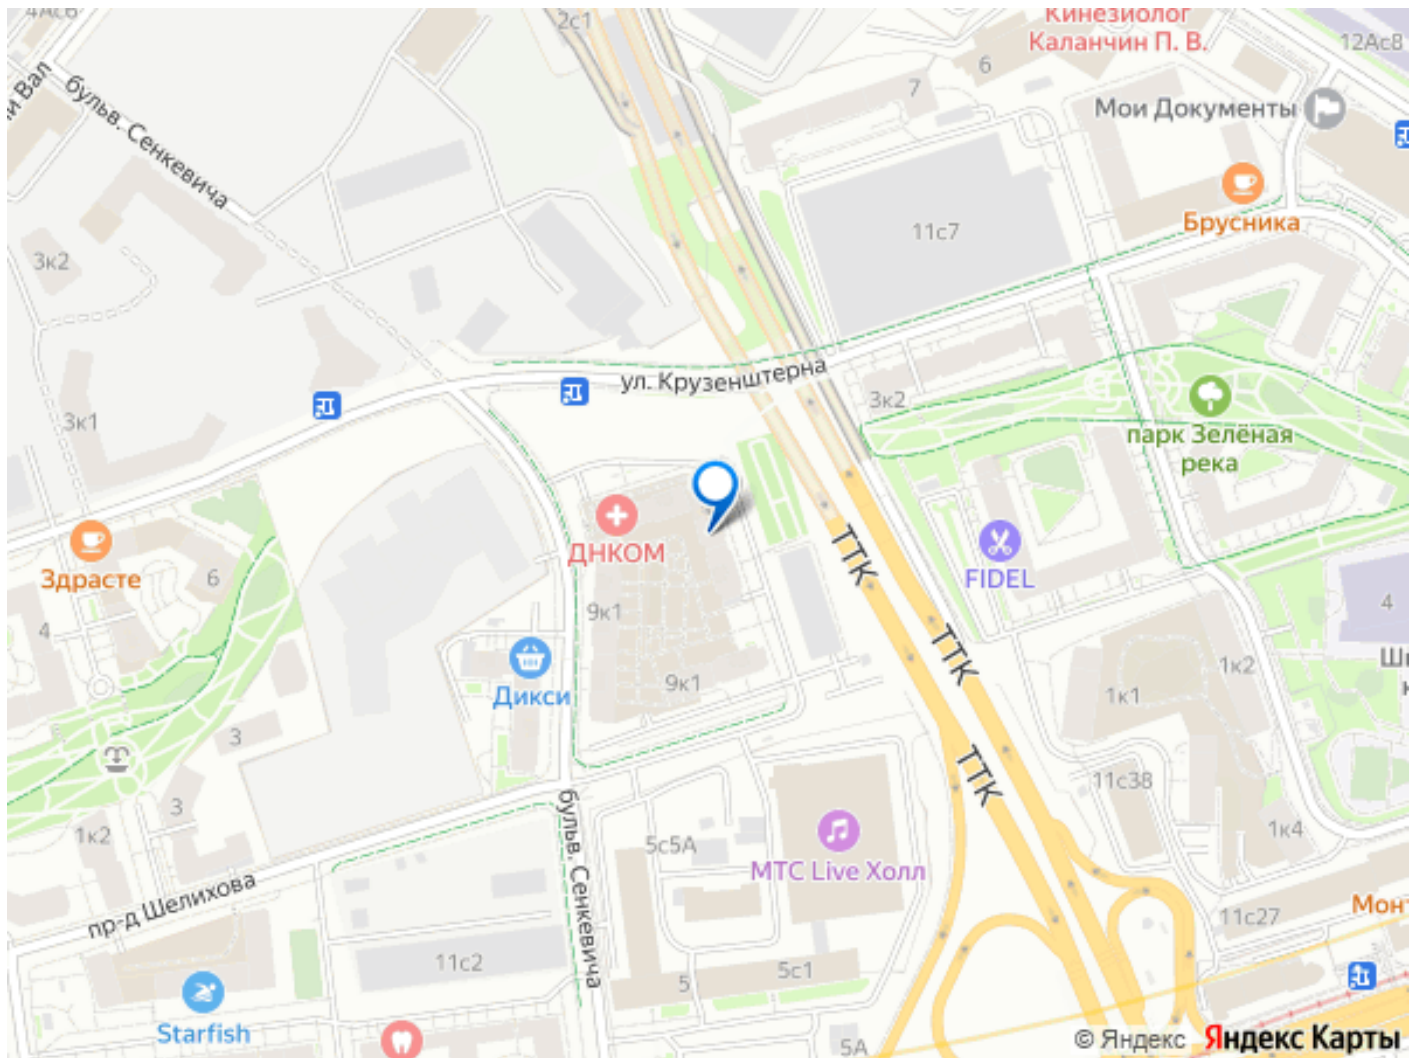 4Ас6
2с1
Кинезиолог
Каланчин П. В.
12Ас8
6
7
Мои Документы
бульв. Сенкевича
Брусника
11с7
3к2
ул. Крузенштерна
3к2
3к1
парк Зелёная
река
ДНКОМ
ТТК
FIDEL
Здрасте
6
9к1
4
4
ТТК
Дикси
9к1
1к2
1к1
3
ТТК
11с38
3
1к2
5с5А
МТС Live Холл
1к4
бульв. Сенкевича
пр-д Шелихова
11с27
11с2
5с1
5
Starfish
5А
© Яндекс Яндекс Карты